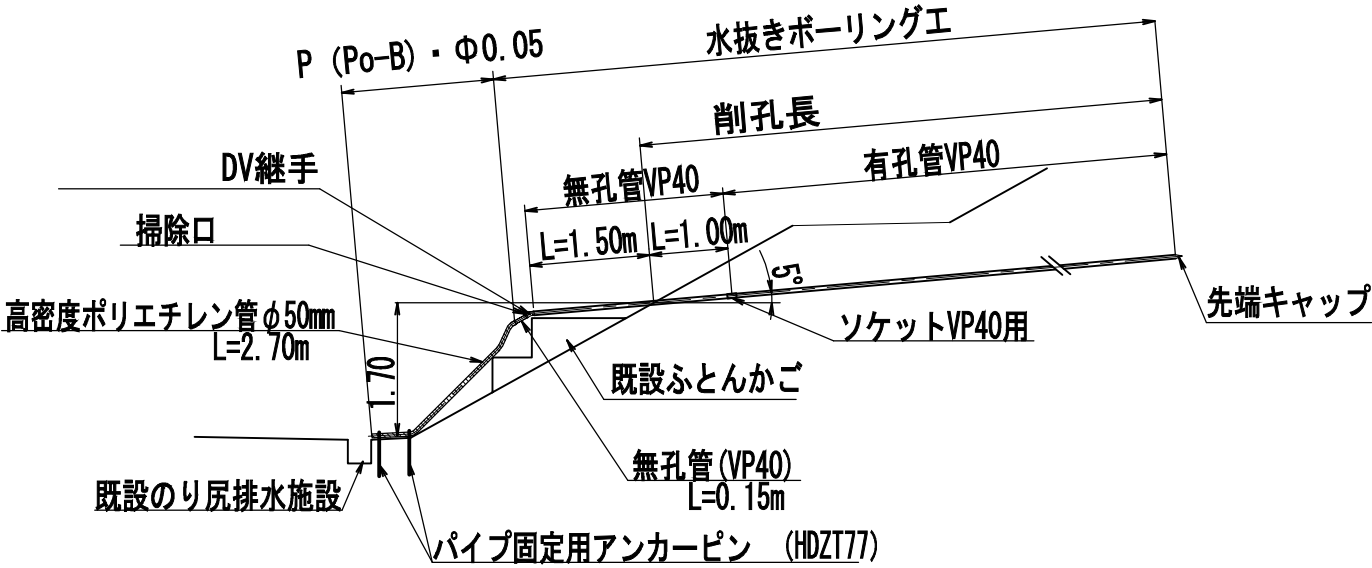 水抜きボーリング工
P (Po-B)・Φ0.05
削孔長
DV継手
無孔管VP40
有孔管VP40
掃除口
L=1.50m
L=1.00m
5°
高密度ポリエチレン管φ50mm
L=2.70m
先端キャップ
ソケットVP40用
1.70
既設ふとんかご
無孔管(VP40)
L=0.15m
既設のり尻排水施設
パイプ固定用アンカーピン (HDZT77)